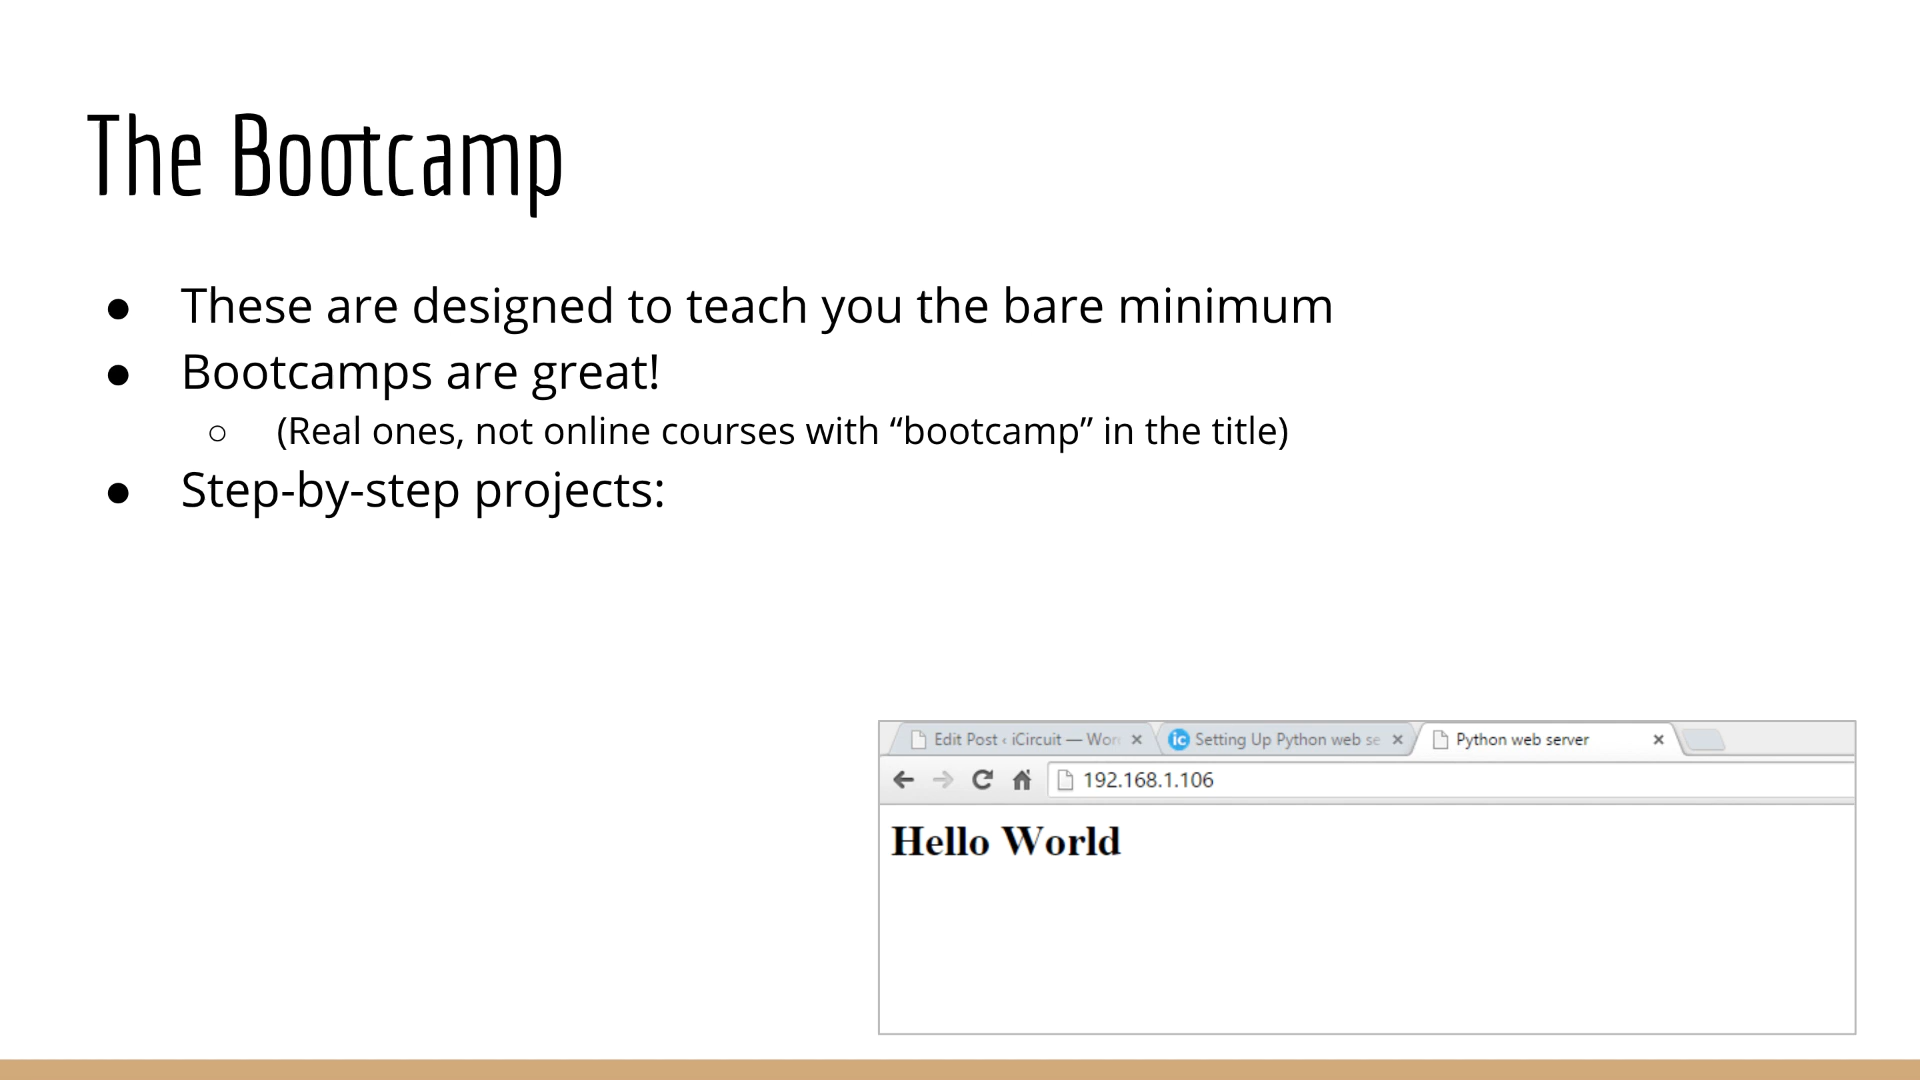 The Bootcamp
● These are designed to teach you the bare minimum
● Bootcamps are great!
○ (Real ones, not online courses with “bootcamp” in the title)
● Step-by-step projects:
Edit Post ‹ iCircuit — Wor
ic Setting Up Python web se
Python web server
192.168.1.106
Hello World